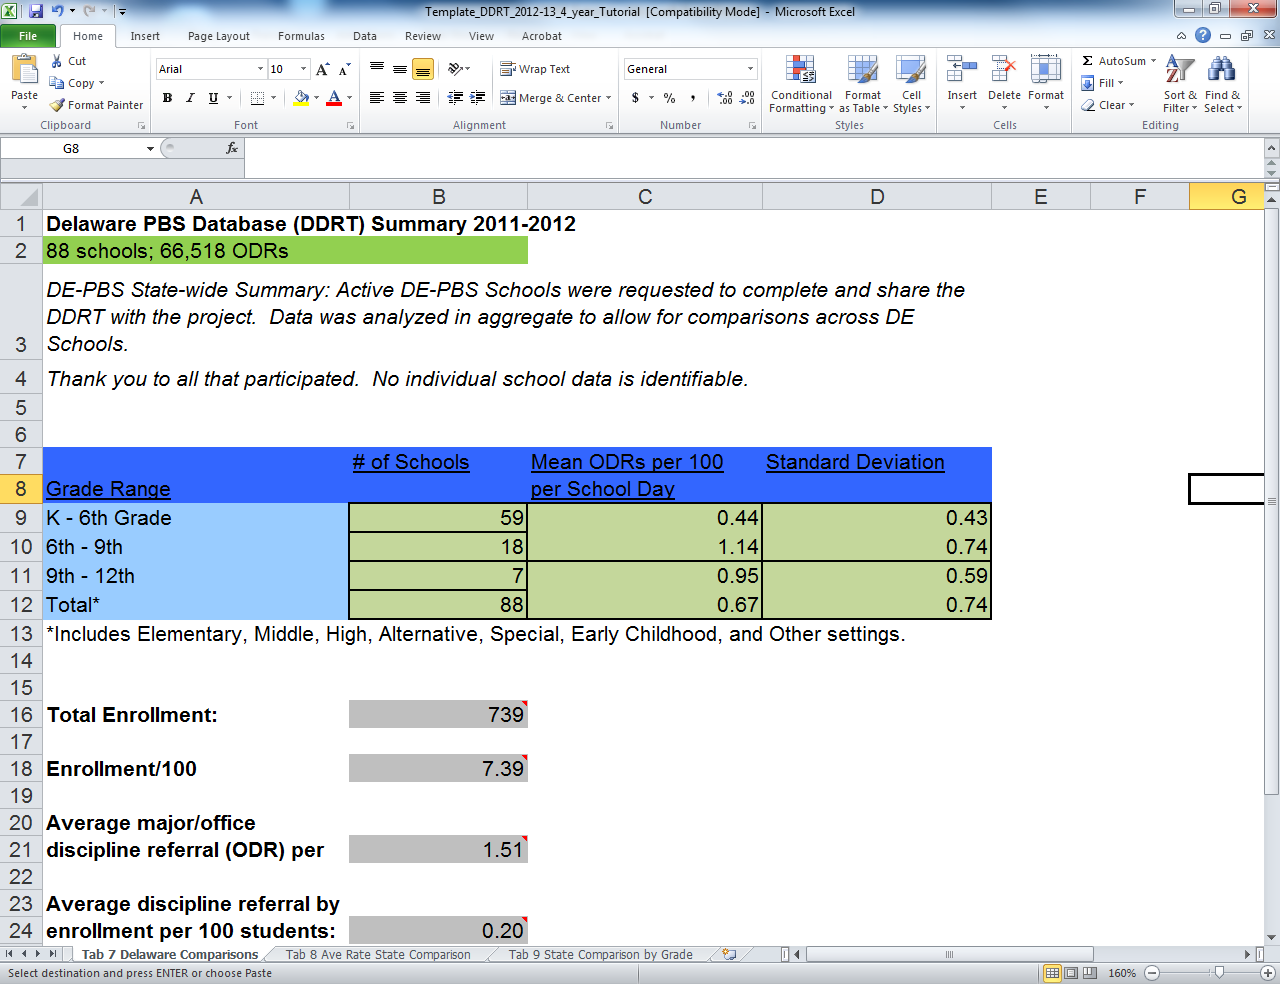 Template_DDRT_2012-13_4_year_Tutorial [Compatibility Mode] - Microsoft Excel
File Home Insert Page Layout Formulas Data Review View Acrobat
Paste Cut Copy Format Painter Clipboard
Arial 10 A A B I U A Font
Wrap Text Merge & Center Alignment
General $ % , .00 .0 Number
Conditional Formatting Format as Table Cell Styles Styles
Insert Delete Format Cells
Σ AutoSum Fill Clear Sort & Filter Find & Select Editing
G8 fx
A B C D E F G
1 Delaware PBS Database (DDRT) Summary 2011-2012
2 88 schools; 66,518 ODRs
DE-PBS State-wide Summary: Active DE-PBS Schools were requested to complete and share the
DDRT with the project. Data was analyzed in aggregate to allow for comparisons across DE
3 Schools.
4 Thank you to all that participated. No individual school data is identifiable.
5
6
7 # of Schools Mean ODRs per 100 Standard Deviation
8 Grade Range per School Day
9 K - 6th Grade 59 0.44 0.43
10 6th - 9th 18 1.14 0.74
11 9th - 12th 7 0.95 0.59
12 Total* 88 0.67 0.74
13 *Includes Elementary, Middle, High, Alternative, Special, Early Childhood, and Other settings.
14
15
16 Total Enrollment: 739
17
18 Enrollment/100 7.39
19
20 Average major/office
21 discipline referral (ODR) per 1.51
22
23 Average discipline referral by
24 enrollment per 100 students: 0.20
Tab 7 Delaware Comparisons Tab 8 Ave Rate State Comparison Tab 9 State Comparison by Grade
Select destination and press ENTER or choose Paste 160%